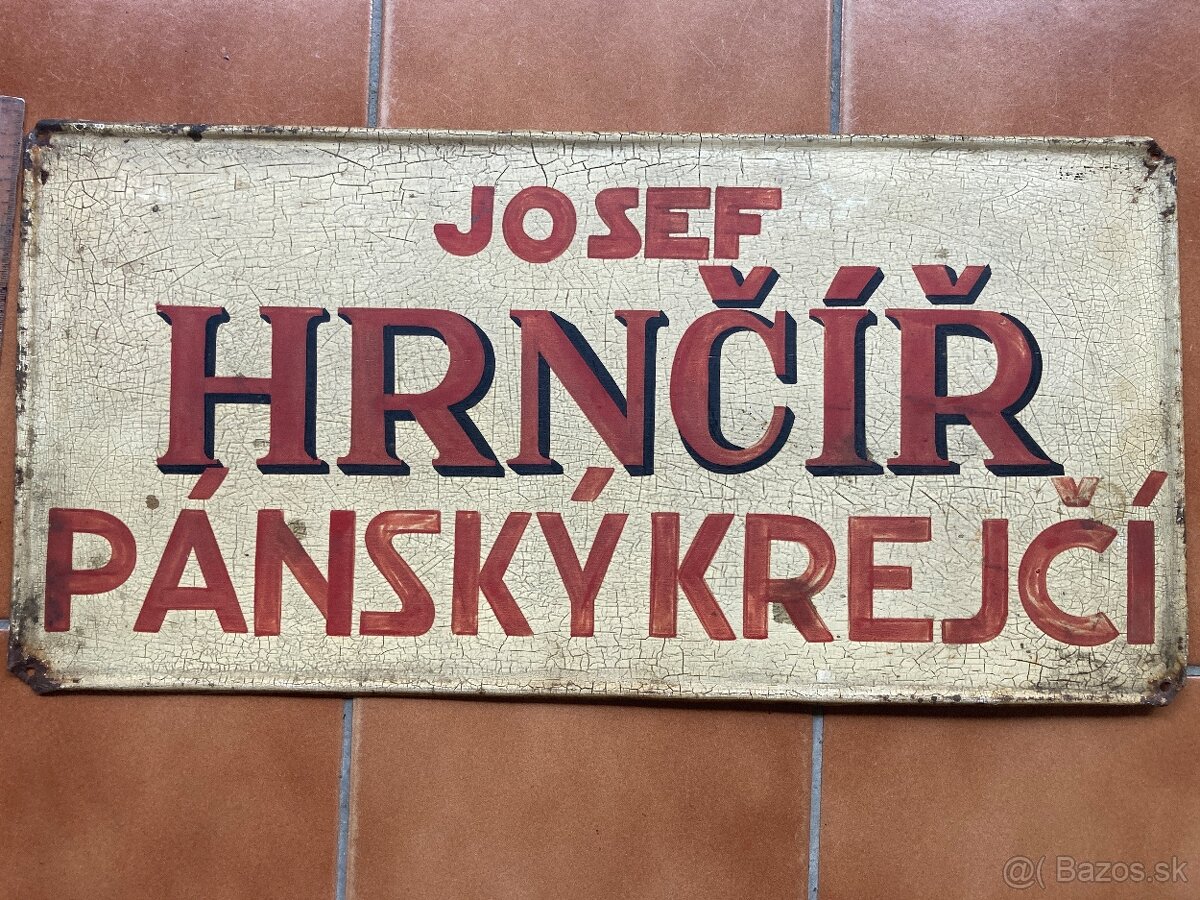 JOSEF
HRNČÍŘ
PÁNSKÝ KREJČÍ
@( Bazos.sk